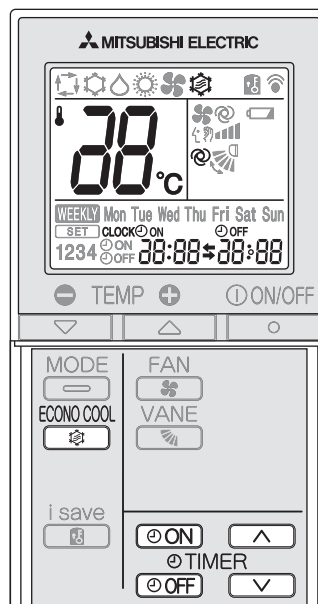 MITSUBISHI ELECTRIC
88 °C
WEEKLY Mon Tue Wed Thu Fri Sat Sun
SET CLOCK ON OFF
1234 ON OFF 88:88 88:88
TEMP ON/OFF
MODE FAN
ECONO COOL VANE
i save
ON
TIMER
OFF